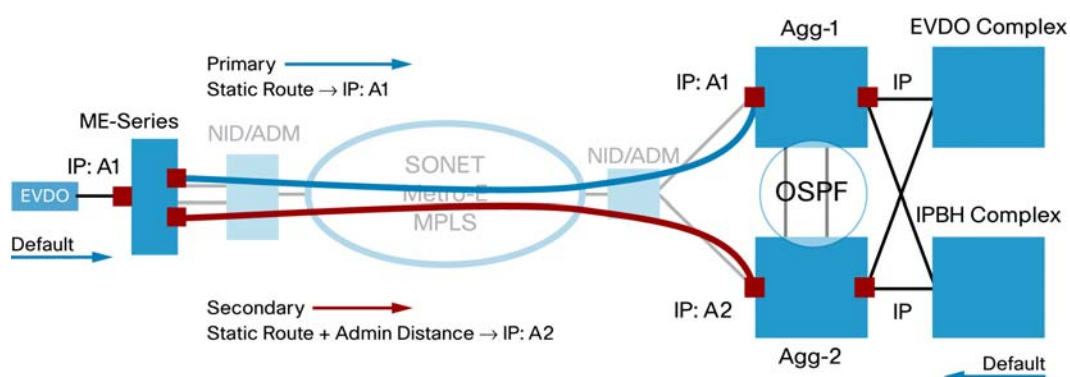 Agg-1
EVDO Complex
Primary
Static Route → IP: A1
IP: A1
IP
ME-Series
NID/ADM
IP: A1
SONET
Metro-E
MPLS
NID/ADM
EVDO
OSPF
Default
IPBH Complex
Secondary
Static Route + Admin Distance → IP: A2
IP: A2
IP
Agg-2
Default